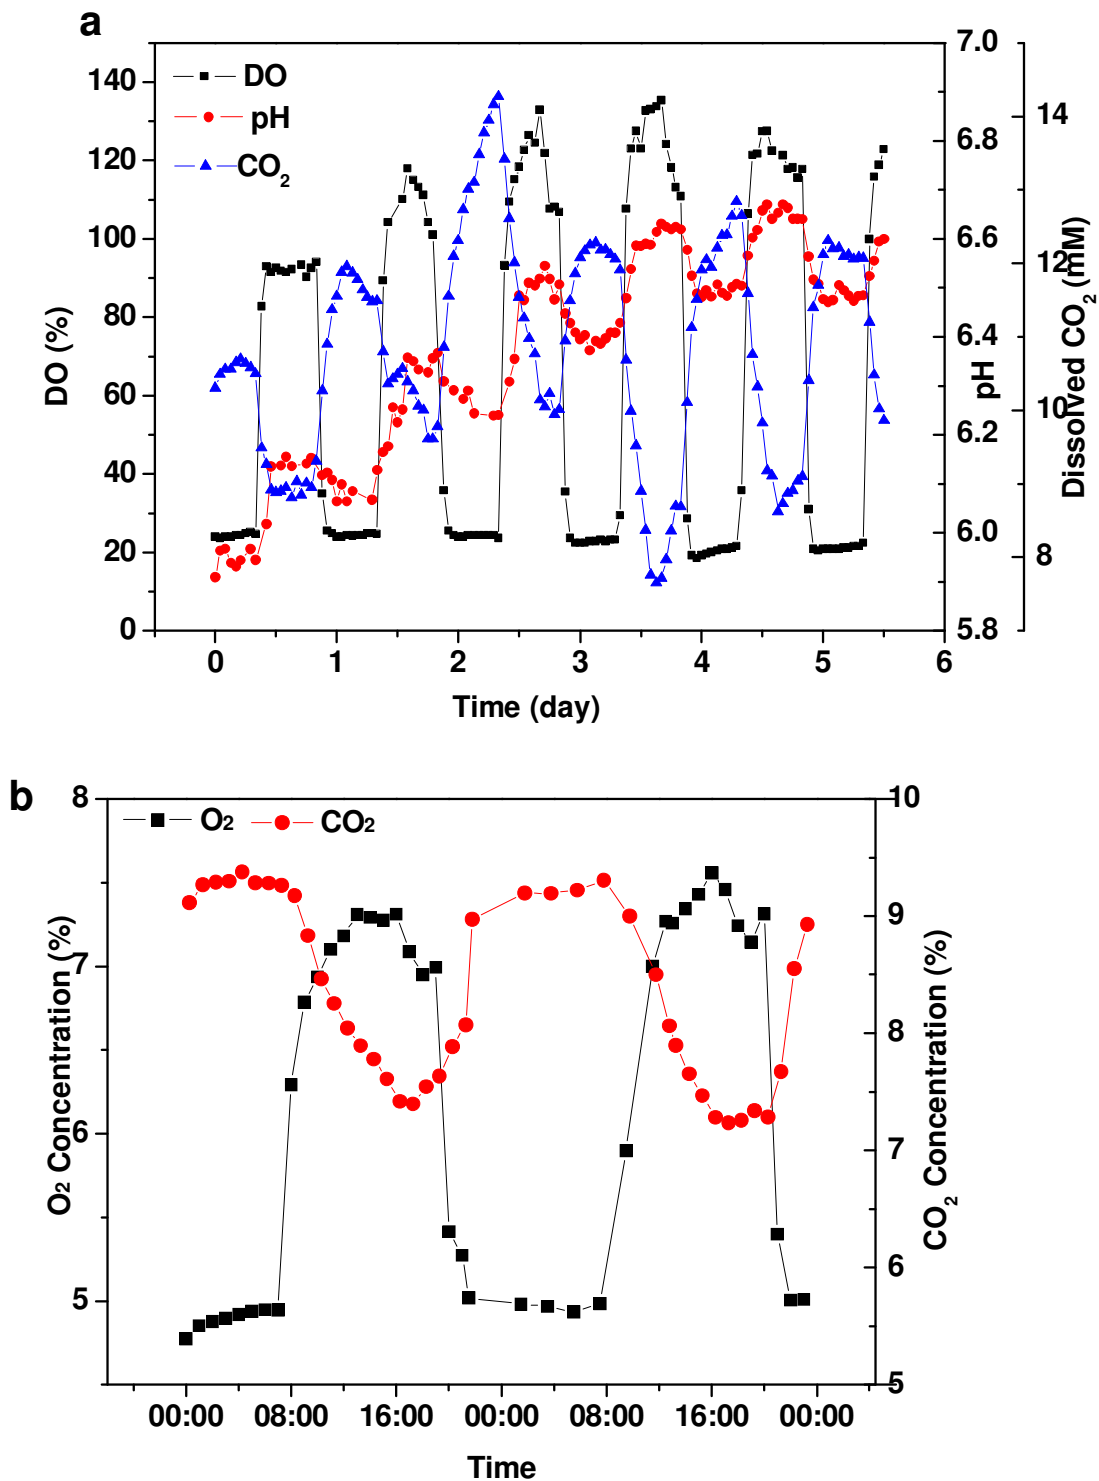 a
DO
pH
CO2
140
120
100
80
60
40
20
0
DO (%)
7.0
6.8
6.6
6.4
6.2
6.0
5.8
pH
14
12
10
8
Dissolved CO2 (mM)
0 1 2 3 4 5 6
Time (day)
b
O2 CO2
8
7
6
5
O2 Concentration (%)
10
9
8
7
6
5
CO2 Concentration (%)
00:00 08:00 16:00 00:00 08:00 16:00 00:00
Time